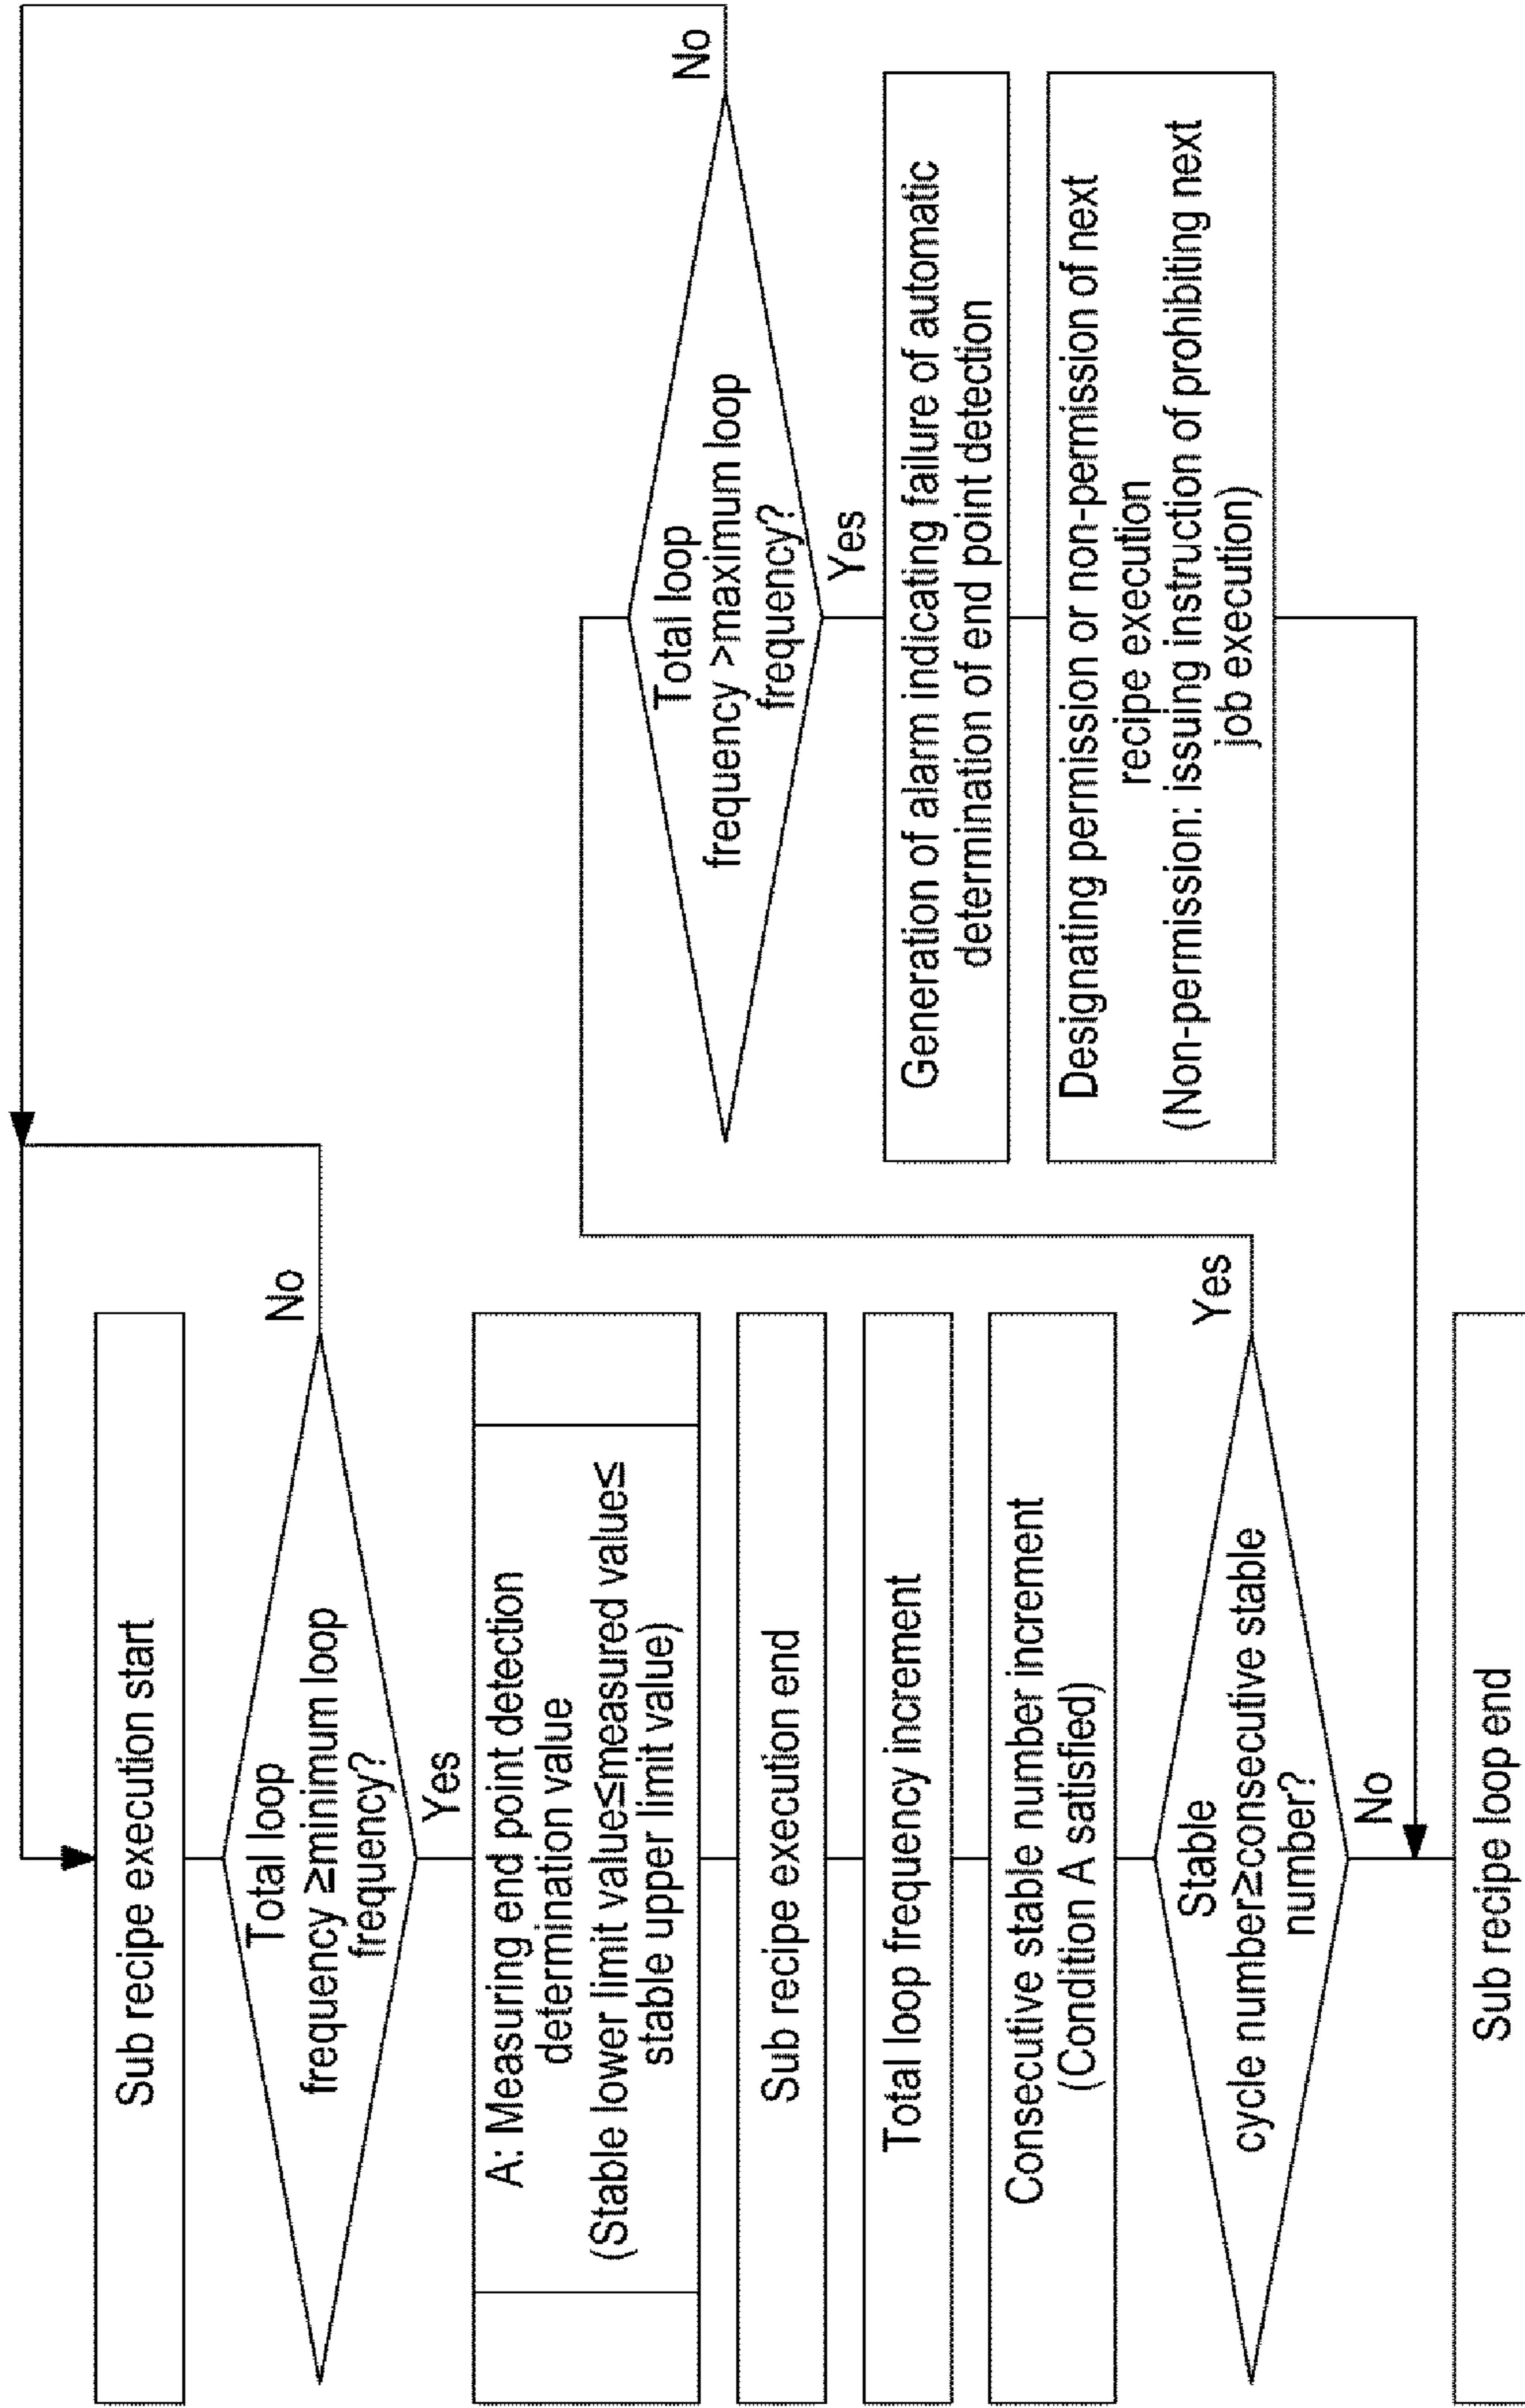 Sub recipe execution start
Total loop
frequency ≥minimum loop
frequency?
No
Yes
A: Measuring end point detection
determination value
(Stable lower limit value≤measured value≤
stable upper limit value)
Sub recipe execution end
Total loop frequency increment
Consecutive stable number increment
(Condition A satisfied)
Stable
cycle number≥consecutive stable
number?
Yes
No
Sub recipe loop end
Total loop
frequency >maximum loop
frequency?
No
Yes
Generation of alarm indicating failure of automatic
determination of end point detection
Designating permission or non-permission of next
recipe execution
(Non-permission: issuing instruction of prohibiting next
job execution)